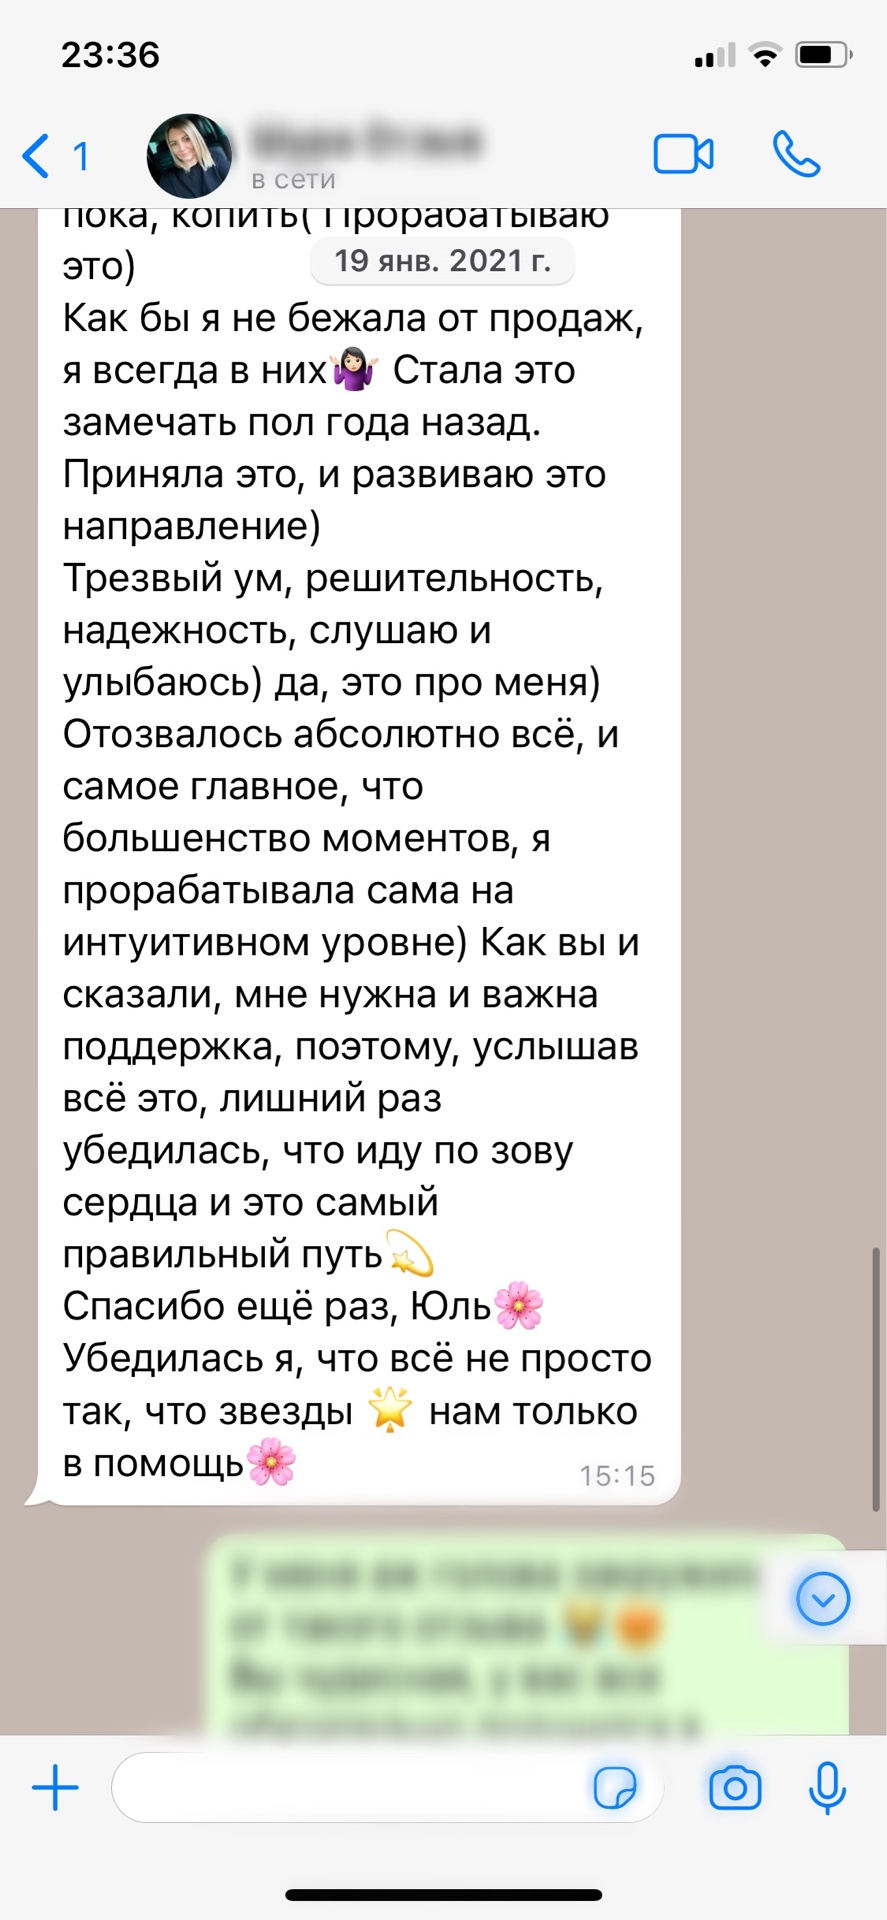 23:36
1
в сети
пока, копить( Прорабатываю
это)
19 янв. 2021 г.
Как бы я не бежала от продаж,
я всегда в них🤷🏻‍♀️ Стала это
замечать пол года назад.
Приняла это, и развиваю это
направление)
Трезвый ум, решительность,
надежность, слушаю и
улыбаюсь) да, это про меня)
Отозвалось абсолютно всё, и
самое главное, что
большенство моментов, я
прорабатывала сама на
интуитивном уровне) Как вы и
сказали, мне нужна и важна
поддержка, поэтому, услышав
всё это, лишний раз
убедилась, что иду по зову
сердца и это самый
правильный путь💫
Спасибо ещё раз, Юль🌸
Убедилась я, что всё не просто
так, что звезды 🌟 нам только
в помощь🌸
15:15